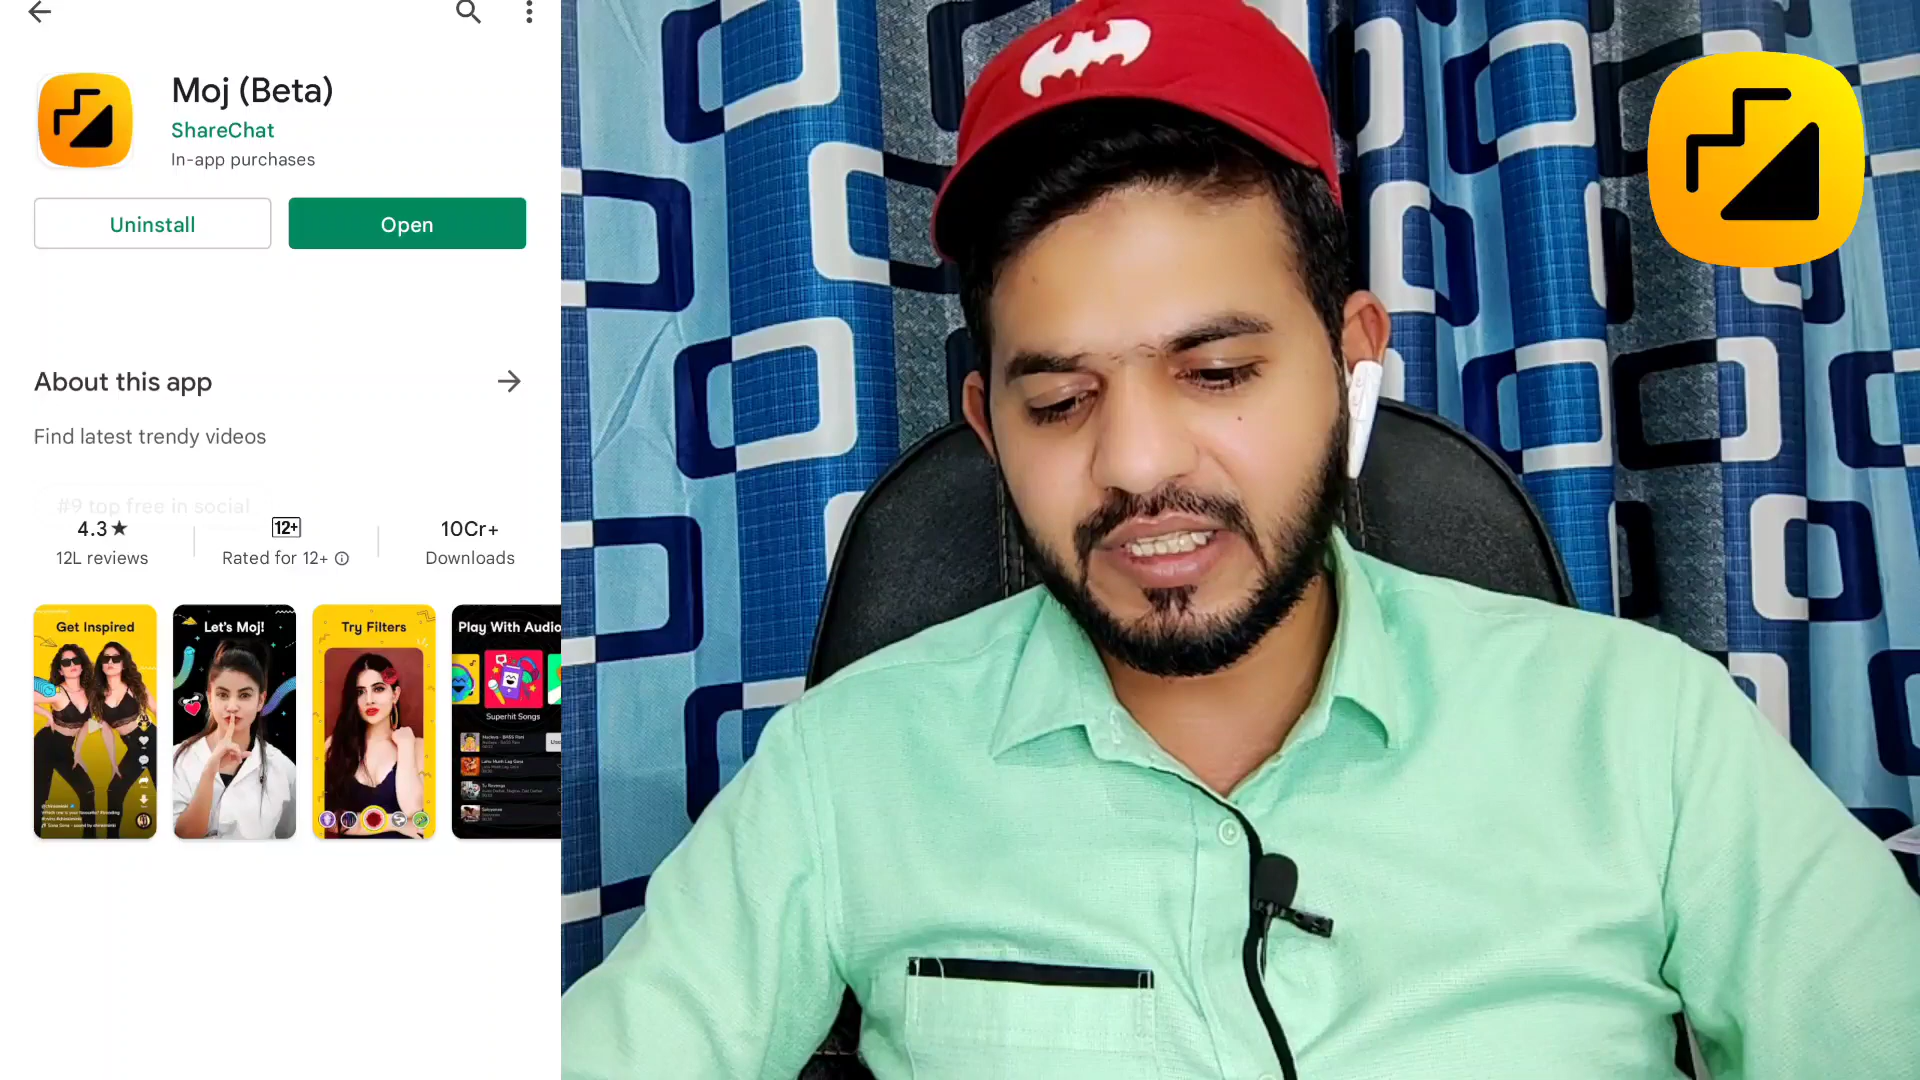 Moj (Beta)
ShareChat
In-app purchases
Uninstall
Open
About this app
Find latest trendy videos
#9 top free in social
4.3★
12L reviews
12+
Rated for 12+
10Cr+
Downloads
Get Inspired
Let's Moj!
Try Filters
Play With Audio
Superhit Songs